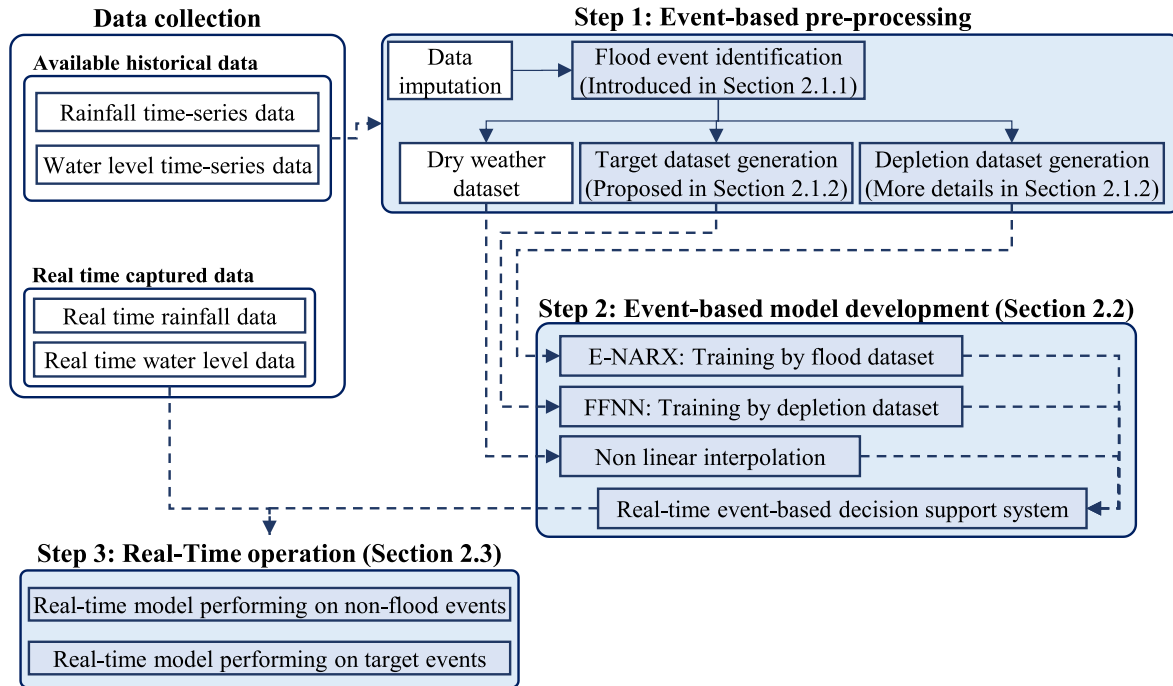 Data collection
Available historical data
Rainfall time-series data
Water level time-series data
Real time captured data
Real time rainfall data
Real time water level data
Step 1: Event-based pre-processing
Data
imputation
Flood event identification
(Introduced in Section 2.1.1)
Dry weather
dataset
Target dataset generation
(Proposed in Section 2.1.2)
Depletion dataset generation
(More details in Section 2.1.2)
Step 2: Event-based model development (Section 2.2)
E-NARX: Training by flood dataset
FFNN: Training by depletion dataset
Non linear interpolation
Real-time event-based decision support system
Step 3: Real-Time operation (Section 2.3)
Real-time model performing on non-flood events
Real-time model performing on target events